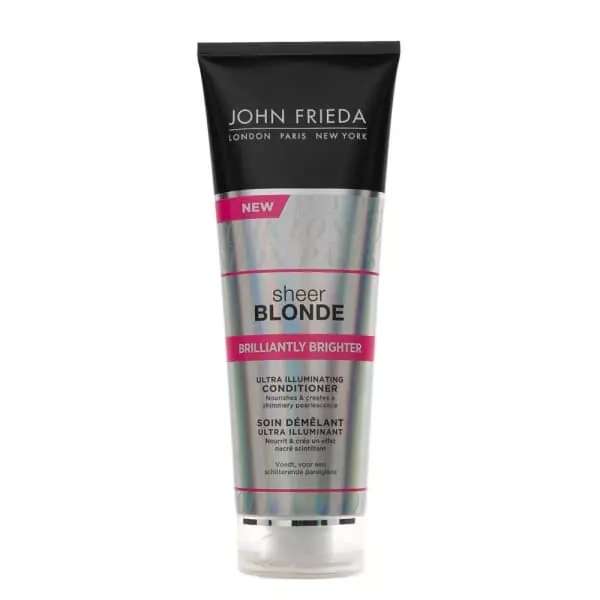 JOHN FRIEDA
LONDON PARIS NEW YORK
NEW
sheer
BLONDE
BRILLIANTLY BRIGHTER
ULTRA ILLUMINATING
CONDITIONER
Nourishes & creates a
shimmery pearlescence
SOIN DÉMÊLANT
ULTRA ILLUMINANT
Nourrit & crée un effet
nacré scintillant
Voedt, voor een
schitterende parelglans